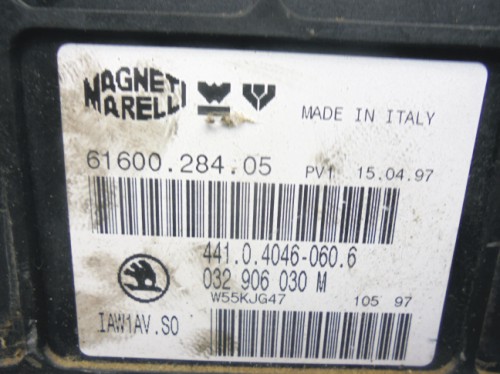 MAGNETI
MARELLI
MADE IN ITALY
61600.284.05 PV1 15.04.97
441.0.4046-060.6
032 906 030 M
W55KJG47 105 97
IAW1AV.S0